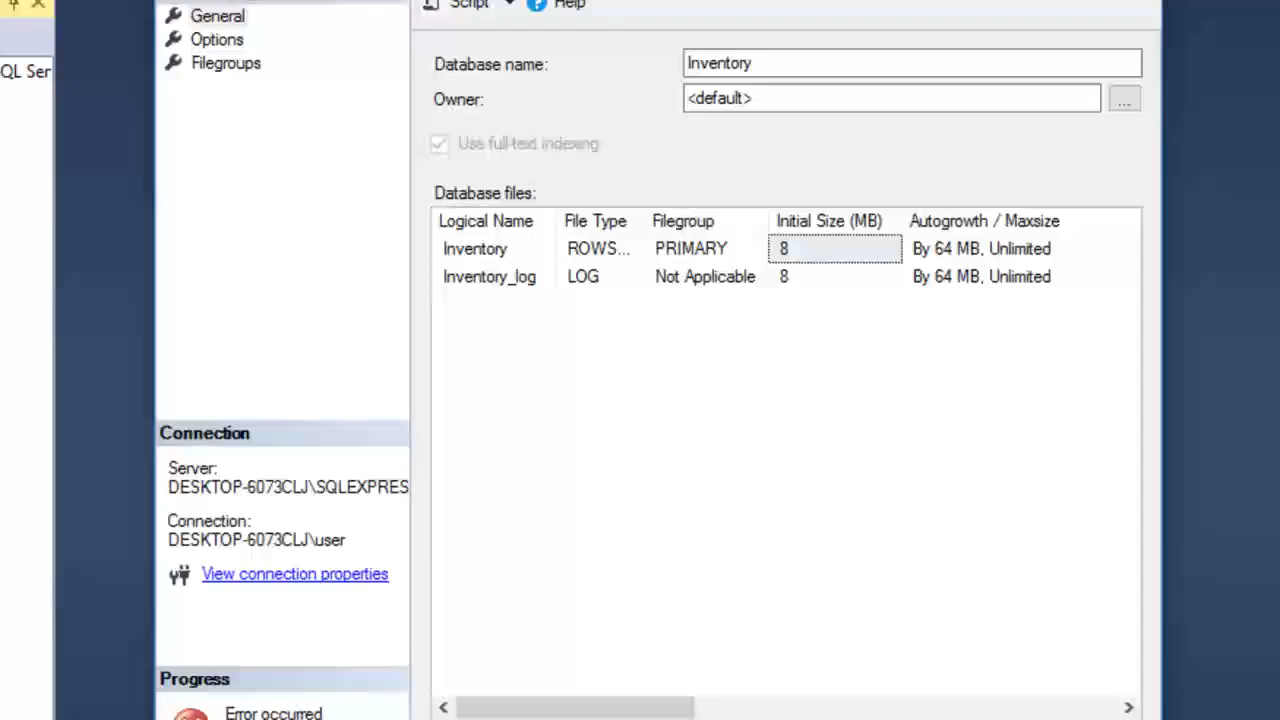 General
Options
Filegroups
QL Ser
Script
Help
Database name:
Inventory
Owner:
<default>
...
Use full-text indexing
Database files:
Logical Name File Type Filegroup Initial Size (MB) Autogrowth / Maxsize
Inventory ROWS... PRIMARY 8 By 64 MB, Unlimited
Inventory_log LOG Not Applicable 8 By 64 MB, Unlimited
Connection
Server:
DESKTOP-6073CLJ\SQLEXPRES
Connection:
DESKTOP-6073CLJ\user
View connection properties
Progress
Error occurred